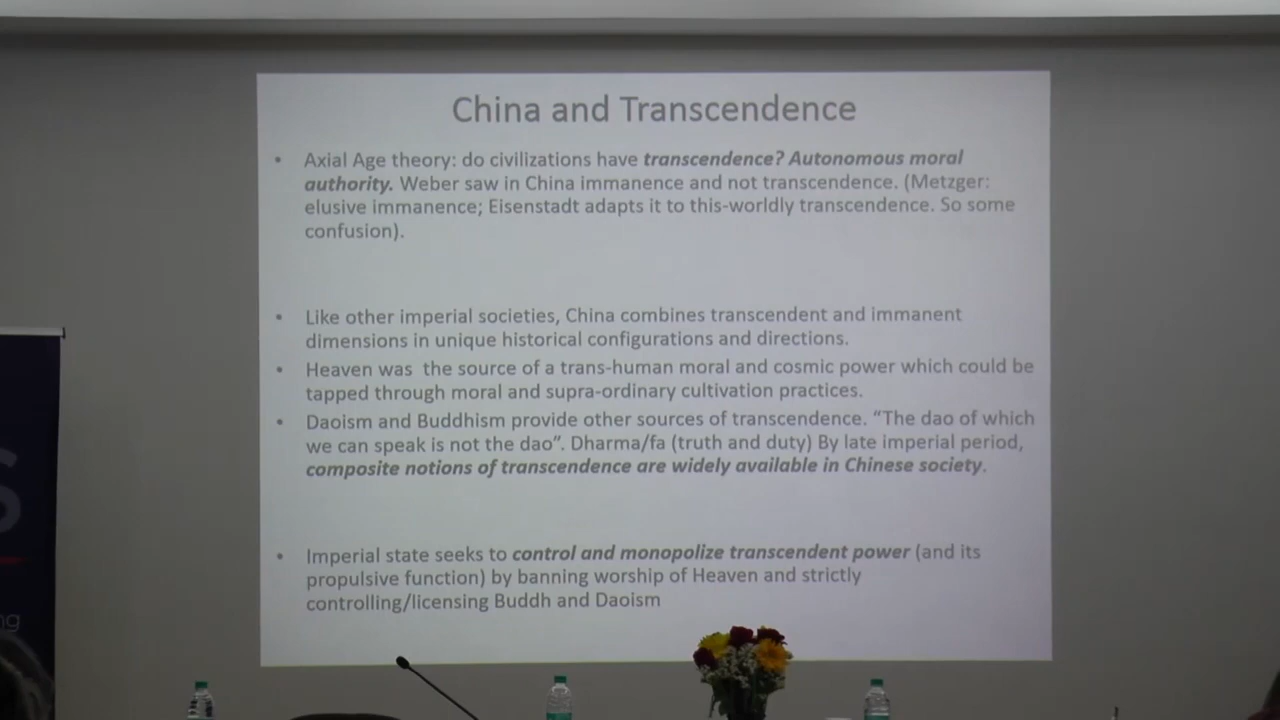 China and Transcendence
• Axial Age theory: do civilizations have transcendence? Autonomous moral
authority. Weber saw in China immanence and not transcendence. (Metzger:
elusive immanence; Eisenstadt adapts it to this-worldly transcendence. So some
confusion).
• Like other imperial societies, China combines transcendent and immanent
dimensions in unique historical configurations and directions.
• Heaven was the source of a trans-human moral and cosmic power which could be
tapped through moral and supra-ordinary cultivation practices.
• Daoism and Buddhism provide other sources of transcendence. “The dao of which
we can speak is not the dao”. Dharma/fa (truth and duty) By late imperial period,
composite notions of transcendence are widely available in Chinese society.
• Imperial state seeks to control and monopolize transcendent power (and its
propulsive function) by banning worship of Heaven and strictly
controlling/licensing Buddh and Daoism
S
ng